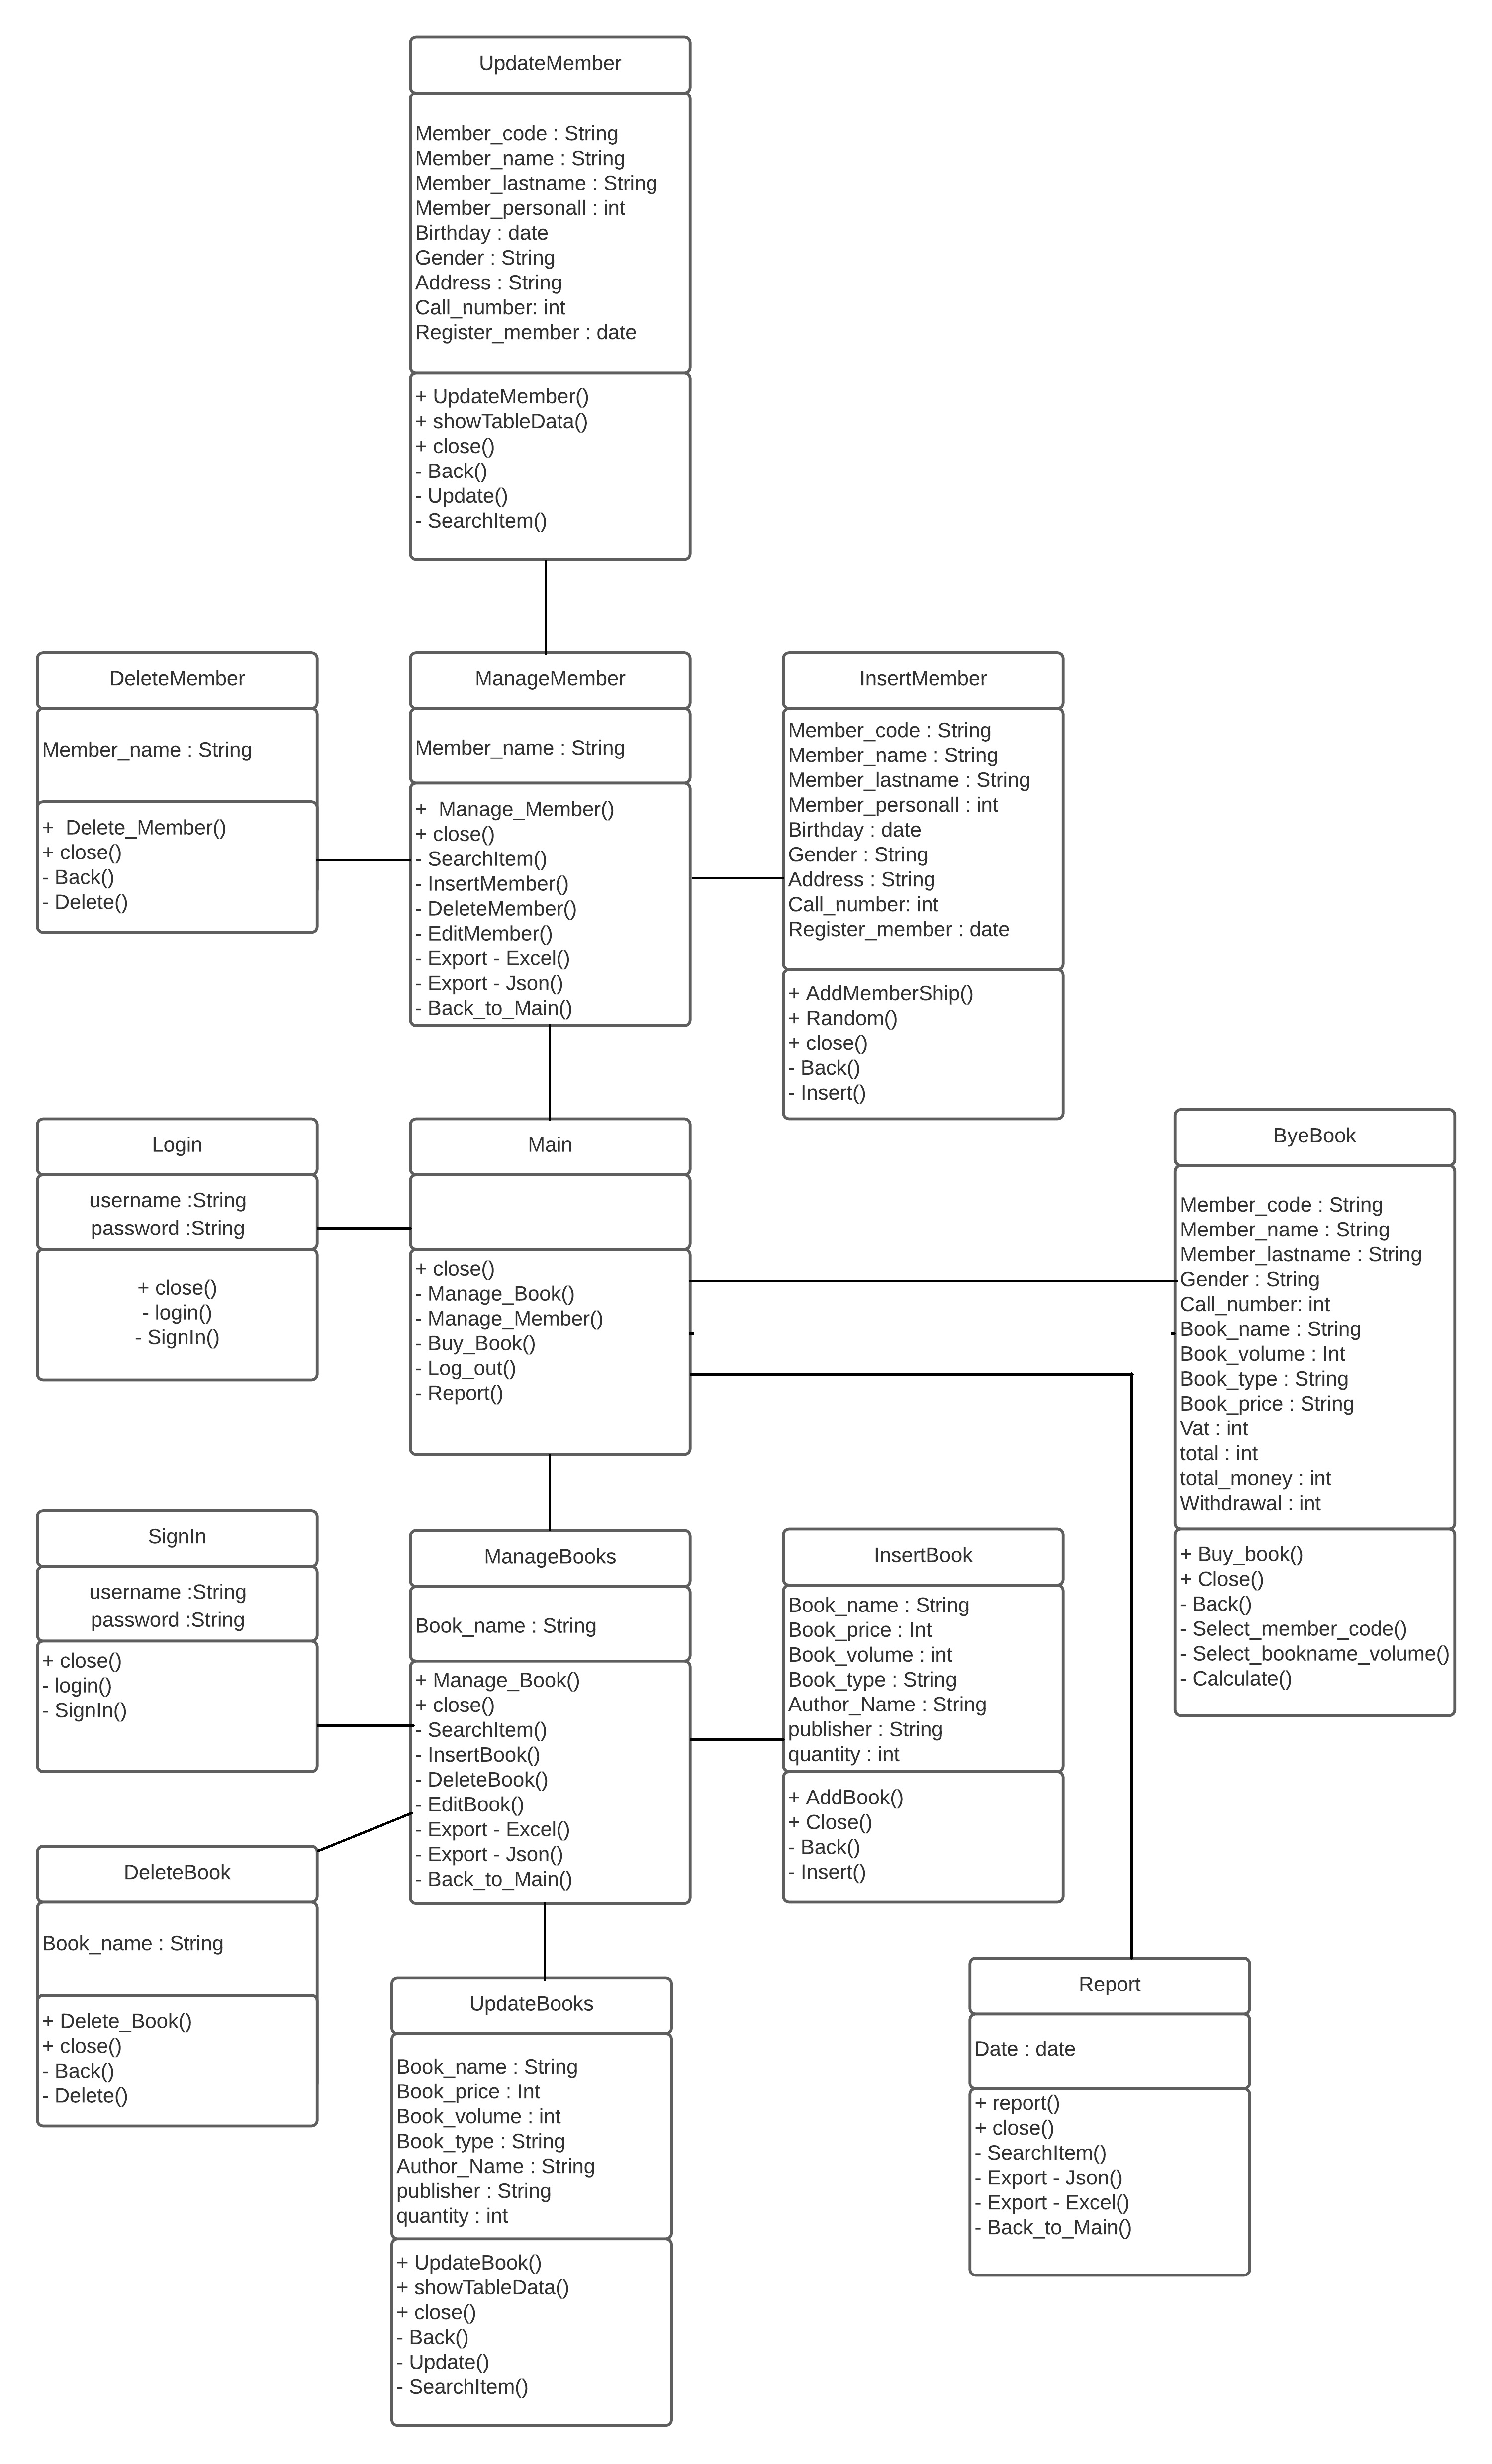 UpdateMember
Member_code : String
Member_name : String
Member_lastname : String
Member_personall : int
Birthday : date
Gender : String
Address : String
Call_number: int
Register_member : date
+ UpdateMember()
+ showTableData()
+ close()
- Back()
- Update()
- SearchItem()
DeleteMember
Member_name : String
+  Delete_Member()
+ close()
- Back()
- Delete()
ManageMember
Member_name : String
+  Manage_Member()
+ close()
- SearchItem()
- InsertMember()
- DeleteMember()
- EditMember()
- Export - Excel()
- Export - Json()
- Back_to_Main()
InsertMember
Member_code : String
Member_name : String
Member_lastname : String
Member_personall : int
Birthday : date
Gender : String
Address : String
Call_number: int
Register_member : date
+ AddMemberShip()
+ Random()
+ close()
- Back()
- Insert()
Login
username :String
password :String
+ close()
- login()
- SignIn()
Main
+ close()
- Manage_Book()
- Manage_Member()
- Buy_Book()
- Log_out()
- Report()
ByeBook
Member_code : String
Member_name : String
Member_lastname : String
Gender : String
Call_number: int
Book_name : String
Book_volume : Int
Book_type : String
Book_price : String
Vat : int
total : int
total_money : int
Withdrawal : int
+ Buy_book()
+ Close()
- Back()
- Select_member_code()
- Select_bookname_volume()
- Calculate()
SignIn
username :String
password :String
+ close()
- login()
- SignIn()
ManageBooks
Book_name : String
+ Manage_Book()
+ close()
- SearchItem()
- InsertBook()
- DeleteBook()
- EditBook()
- Export - Excel()
- Export - Json()
- Back_to_Main()
InsertBook
Book_name : String
Book_price : Int
Book_volume : int
Book_type : String
Author_Name : String
publisher : String
quantity : int
+ AddBook()
+ Close()
- Back()
- Insert()
DeleteBook
Book_name : String
+ Delete_Book()
+ close()
- Back()
- Delete()
UpdateBooks
Book_name : String
Book_price : Int
Book_volume : int
Book_type : String
Author_Name : String
publisher : String
quantity : int
+ UpdateBook()
+ showTableData()
+ close()
- Back()
- Update()
- SearchItem()
Report
Date : date
+ report()
+ close()
- SearchItem()
- Export - Json()
- Export - Excel()
- Back_to_Main()